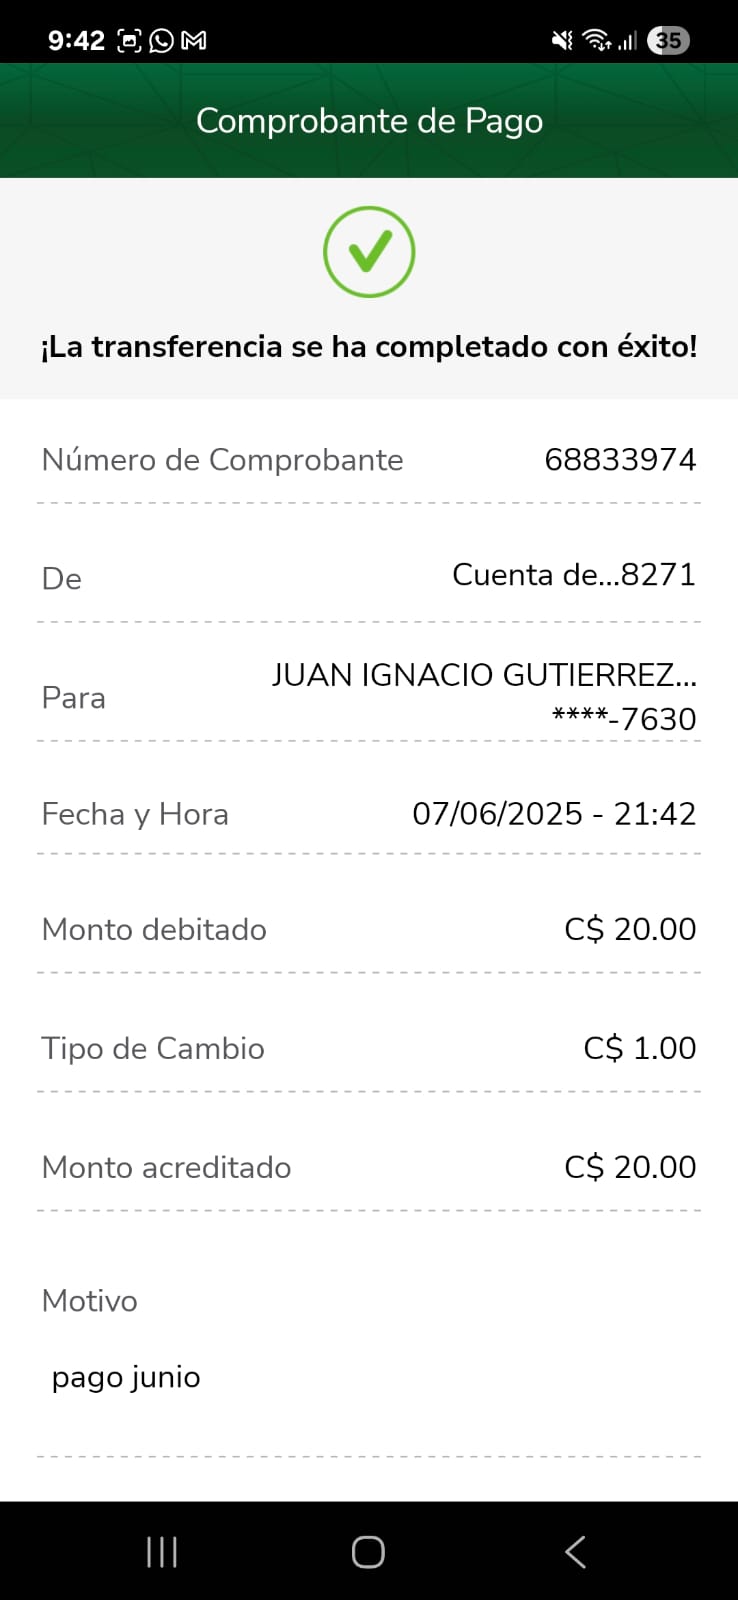 9:42
35
Comprobante de Pago
¡La transferencia se ha completado con éxito!
Número de Comprobante 68833974
De Cuenta de...8271
Para JUAN IGNACIO GUTIERREZ...
****-7630
Fecha y Hora 07/06/2025 - 21:42
Monto debitado C$ 20.00
Tipo de Cambio C$ 1.00
Monto acreditado C$ 20.00
Motivo
pago junio